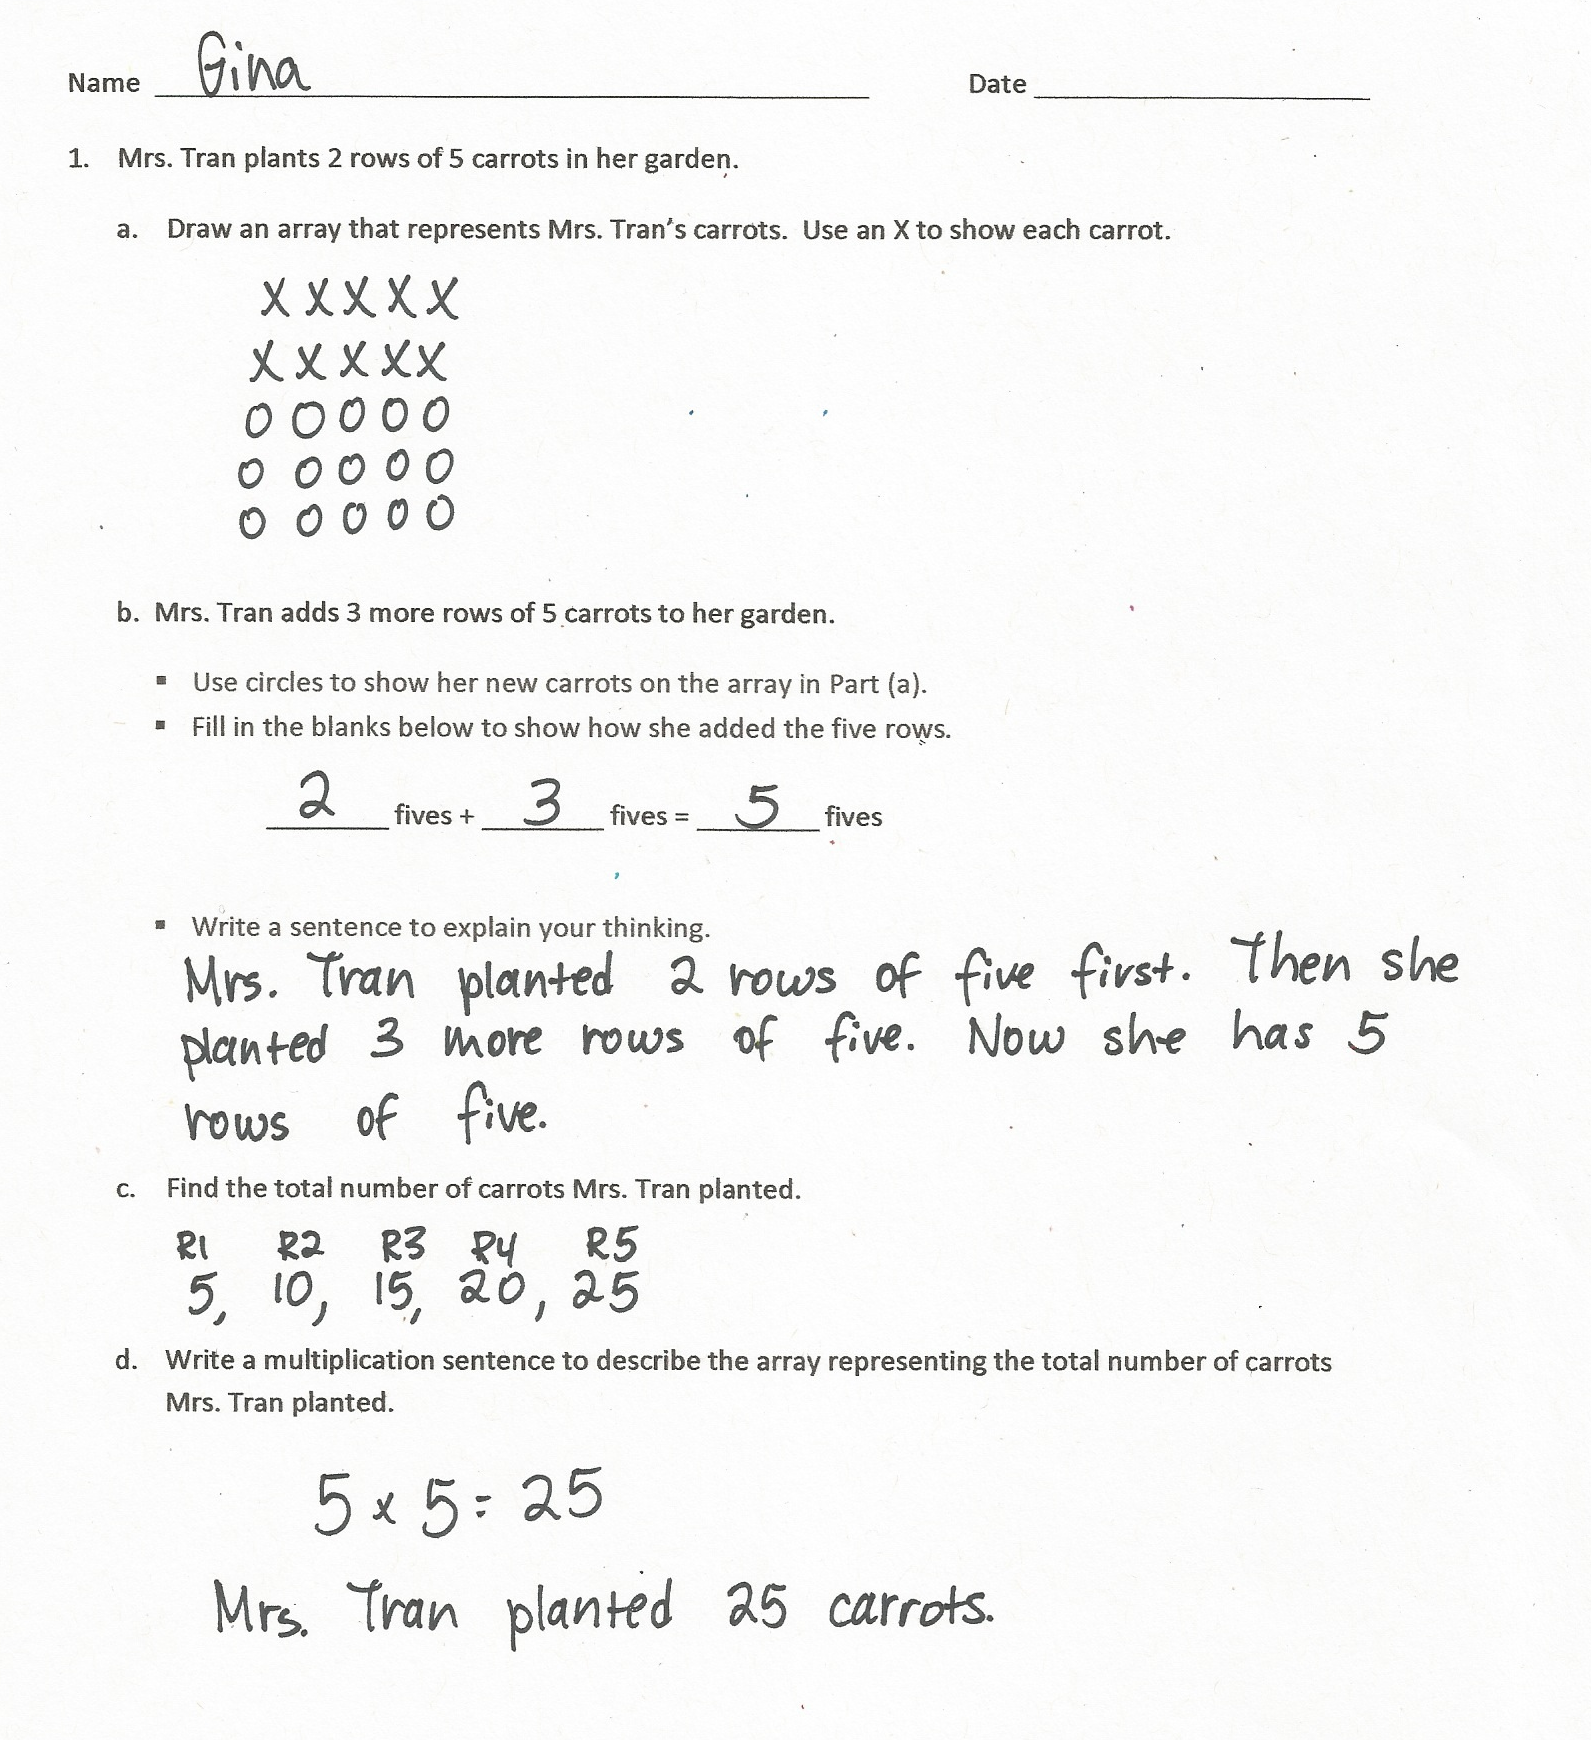 Name Gina Date
1. Mrs. Tran plants 2 rows of 5 carrots in her garden.
a. Draw an array that represents Mrs. Tran's carrots. Use an X to show each carrot.
X X X X X
X X X X X
O O O O O
O O O O O
O O O O O
b. Mrs. Tran adds 3 more rows of 5 carrots to her garden.
▪ Use circles to show her new carrots on the array in Part (a).
▪ Fill in the blanks below to show how she added the five rows.
2 fives + 3 fives = 5 fives
▪ Write a sentence to explain your thinking.
Mrs. Tran planted 2 rows of five first. Then she
planted 3 more rows of five. Now she has 5
rows of five.
c. Find the total number of carrots Mrs. Tran planted.
R1 R2 R3 R4 R5
5, 10, 15, 20, 25
d. Write a multiplication sentence to describe the array representing the total number of carrots
Mrs. Tran planted.
5 x 5 = 25
Mrs. Tran planted 25 carrots.